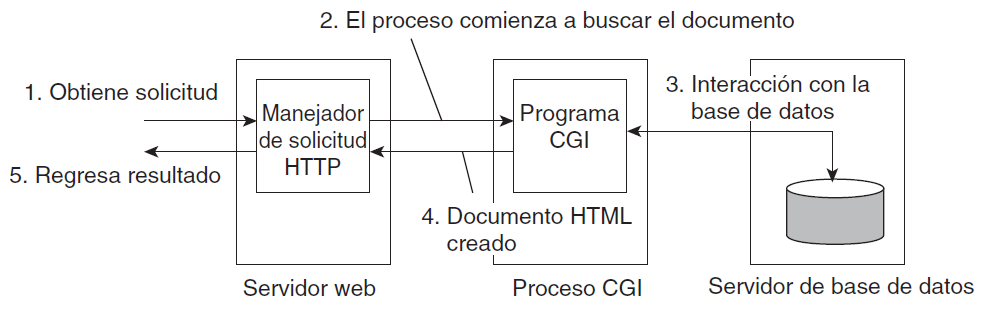 2. El proceso comienza a buscar el documento
1. Obtiene solicitud
3. Interacción con la
base de datos
Manejador
de solicitud
HTTP
Programa
CGI
5. Regresa resultado
4. Documento HTML
creado
Servidor web
Proceso CGI
Servidor de base de datos